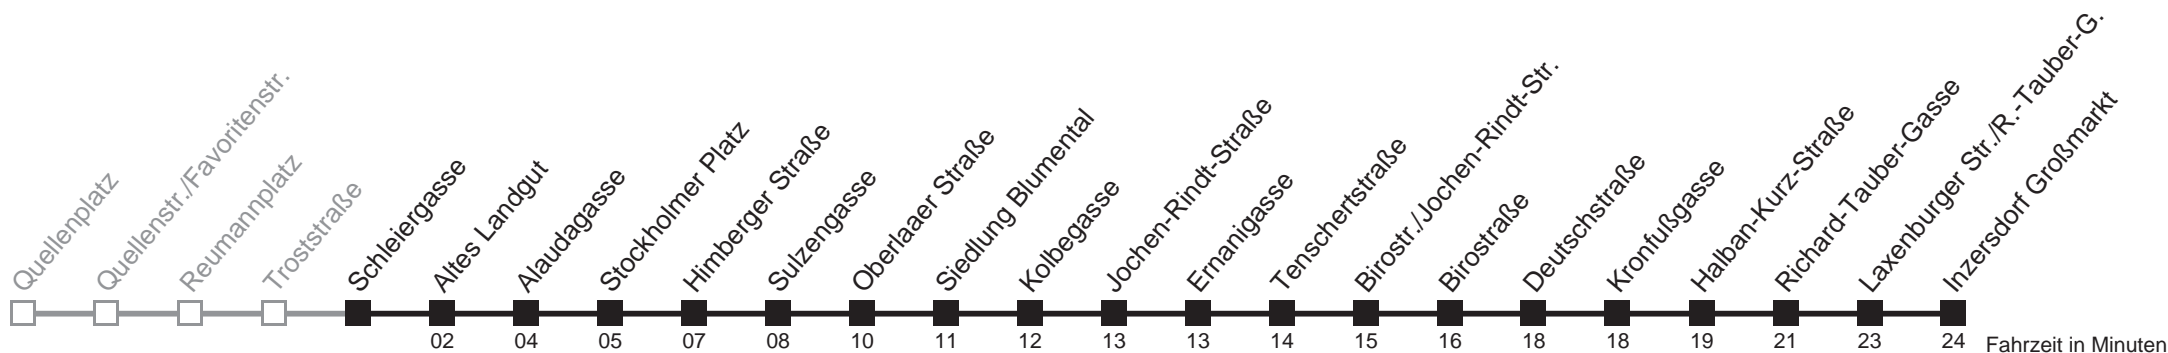 Quellenplatz
Quellenstr./Favoritenstr.
Reumannplatz
Troststraße
Schleiergasse
Altes Landgut
Alaudagasse
Stockholmer Platz
Himberger Straße
Sulzengasse
Oberlaaer Straße
Siedlung Blumental
Kolbegasse
Jochen-Rindt-Straße
Ernanigasse
Tenschertstraße
Birostr./Jochen-Rindt-Str.
Birostraße
Deutschstraße
Kronfußgasse
Halban-Kurz-Straße
Richard-Tauber-Gasse
Laxenburger Str./R.-Tauber-G.
Inzersdorf Großmarkt
02 04 05 07 08 10 11 12 13 13 14 15 16 18 18 19 21 23 24 Fahrzeit in Minuten